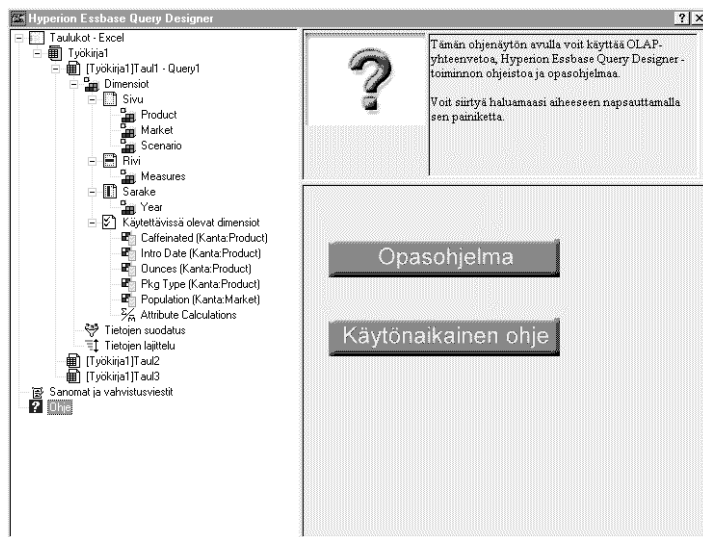 Hyperion Essbase Query Designer
Taulukot - Excel
Työkirja1
[Työkirja1]Taul1 - Query1
Dimensiot
Sivu
Product
Market
Scenario
Rivi
Measures
Sarake
Year
Käytettävissä olevat dimensiot
Caffeinated (Kanta:Product)
Intro Date (Kanta:Product)
Ounces (Kanta:Product)
Pkg Type (Kanta:Product)
Population (Kanta:Market)
Attribute Calculations
Tietojen suodatus
Tietojen lajittelu
[Työkirja1]Taul2
[Työkirja1]Taul3
Sanomat ja vahvistusviestit
Ohje
Tämän ohjenäytön avulla voit käyttää OLAP-
yhteenvetoa, Hyperion Essbase Query Designer -
toiminnon ohjeistoa ja opasohjelmaa.
Voit siirtyä haluamaasi aiheeseen napsauttamalla
sen painiketta.
Opasohjelma
Käytönaikainen ohje